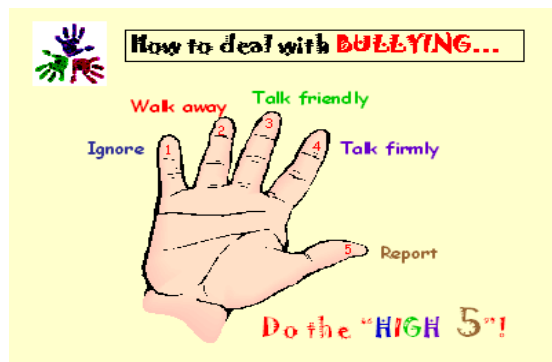 How to deal with BULLYING...
Talk friendly
Walk away
2
3
Ignore
1
4
Talk firmly
5
Report
Do the "HIGH 5"!